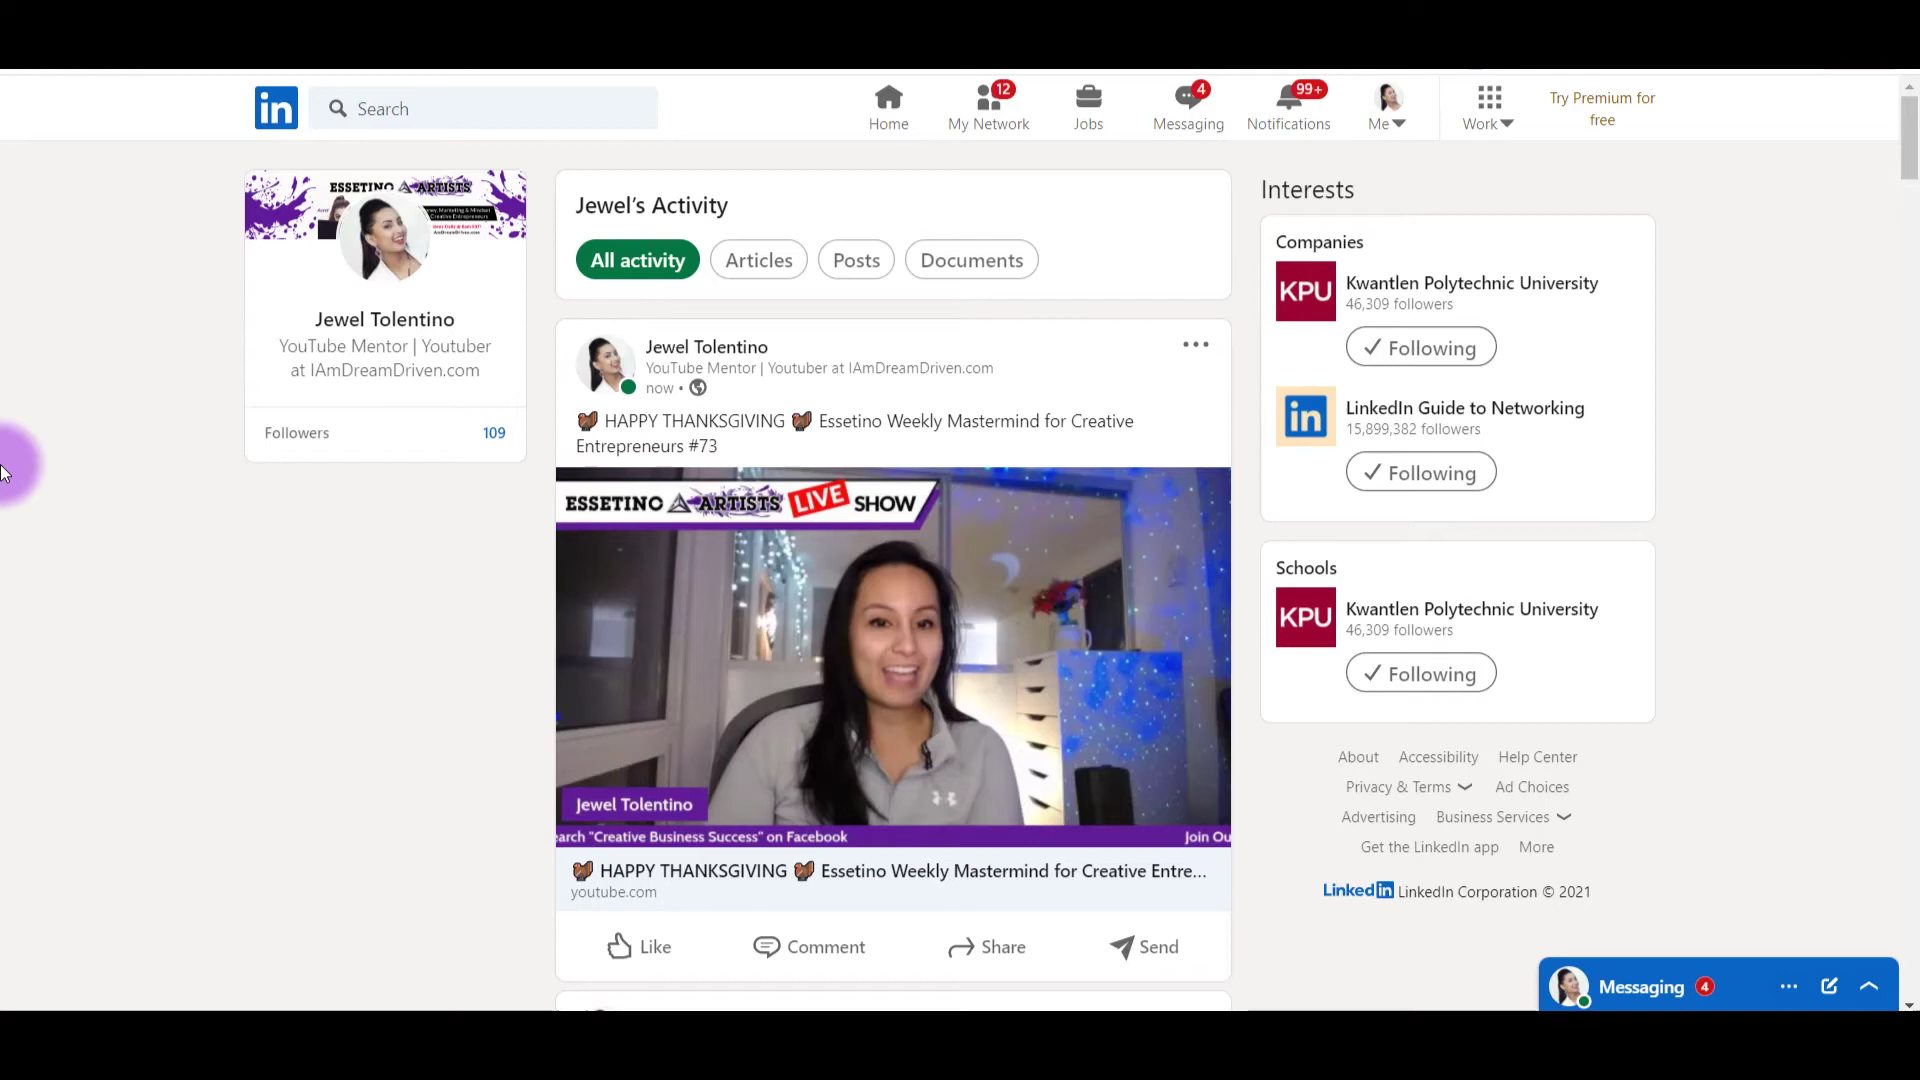 in
Search
12
4
99+
Home
My Network
Jobs
Messaging
Notifications
Me
Work
Try Premium for
free
ESSETINO ARTISTS
Jewel Tolentino
YouTube Mentor | Youtuber
at IAmDreamDriven.com
Followers
109
Jewel's Activity
All activity
Articles
Posts
Documents
Jewel Tolentino
YouTube Mentor | Youtuber at IAmDreamDriven.com
now •
HAPPY THANKSGIVING Essetino Weekly Mastermind for Creative
Entrepreneurs #73
ESSETINO ARTISTS LIVE SHOW
Jewel Tolentino
earch "Creative Business Success" on Facebook
Join Ou
HAPPY THANKSGIVING Essetino Weekly Mastermind for Creative Entre...
youtube.com
Like
Comment
Share
Send
Interests
Companies
KPU
Kwantlen Polytechnic University
46,309 followers
Following
in
LinkedIn Guide to Networking
15,899,382 followers
Following
Schools
KPU
Kwantlen Polytechnic University
46,309 followers
Following
About
Accessibility
Help Center
Privacy & Terms
Ad Choices
Advertising
Business Services
Get the LinkedIn app
More
LinkedIn LinkedIn Corporation © 2021
Messaging
4